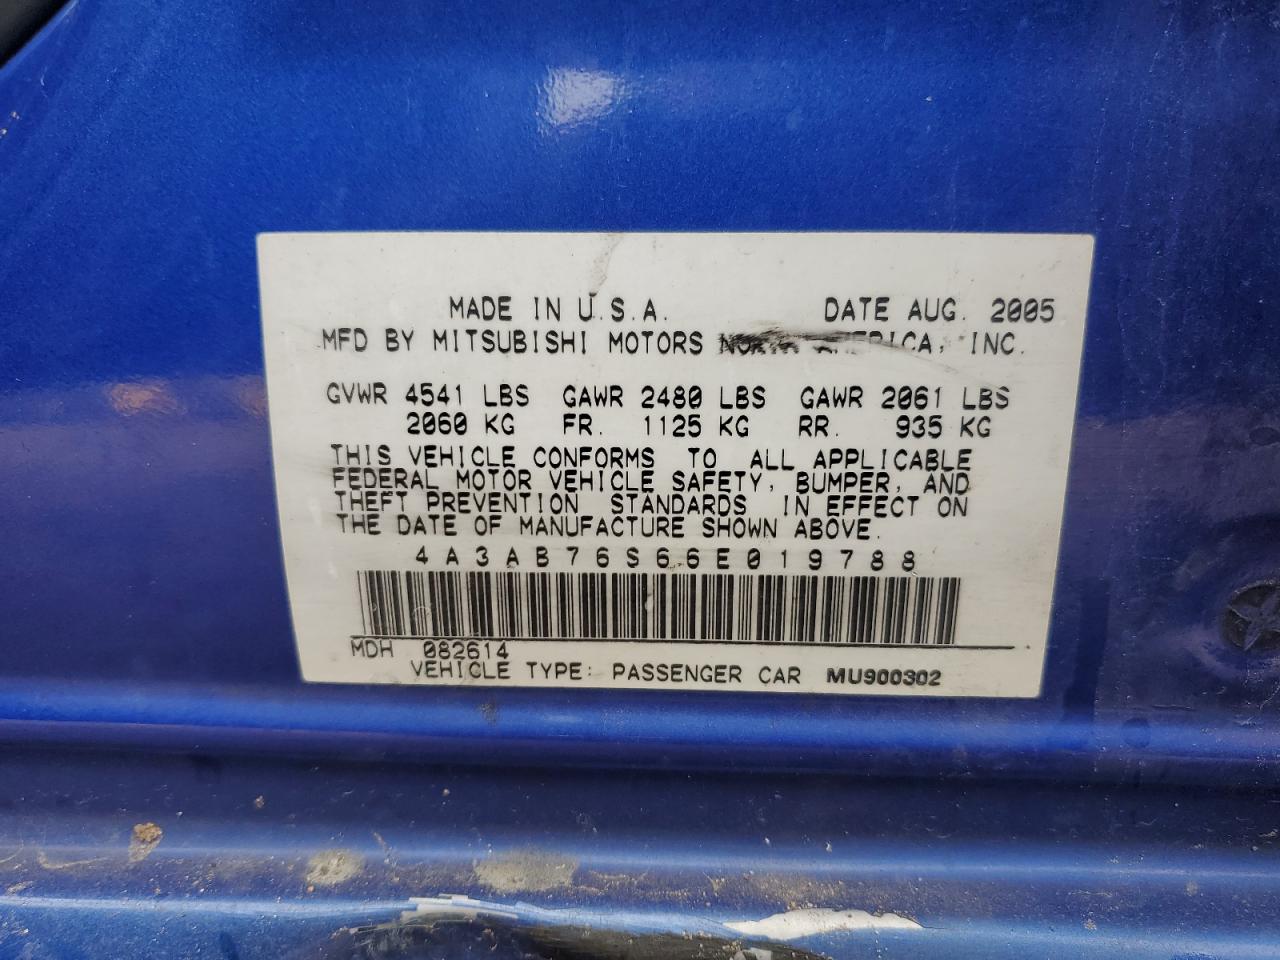 MADE IN U.S.A. DATE AUG. 2005
MFD BY MITSUBISHI MOTORS NORTH AMERICA, INC.
GVWR 4541 LBS GAWR 2480 LBS GAWR 2061 LBS
2060 KG FR. 1125 KG RR. 935 KG
THIS VEHICLE CONFORMS TO ALL APPLICABLE
FEDERAL MOTOR VEHICLE SAFETY, BUMPER, AND
THEFT PREVENTION STANDARDS IN EFFECT ON
THE DATE OF MANUFACTURE SHOWN ABOVE.
4A3AB76S66E019788
MDH 082614
VEHICLE TYPE: PASSENGER CAR MU900302